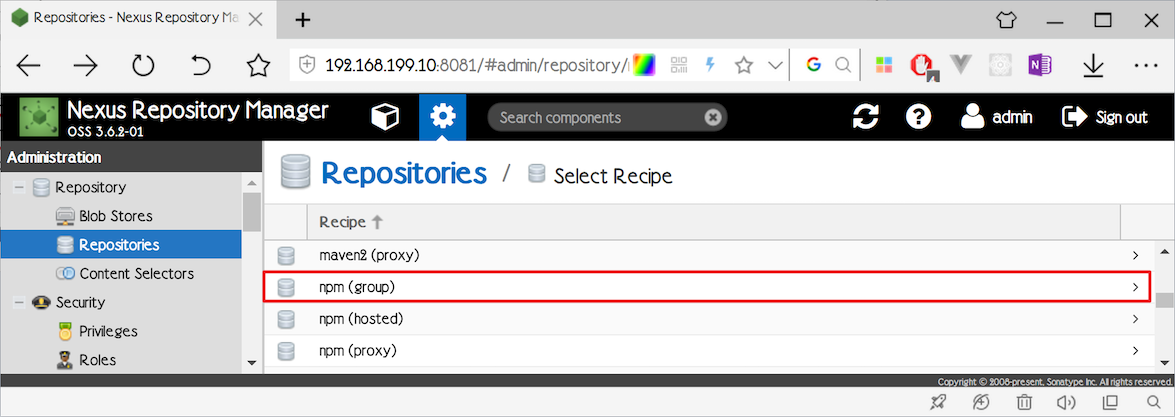 Repositories - Nexus Repository Ma
192.168.199.10:8081/#admin/repository/
Nexus Repository Manager
OSS 3.6.2-01
Search components
admin
Sign out
Administration
Repositories / Select Recipe
Repository
Blob Stores
Repositories
Content Selectors
Security
Privileges
Roles
Recipe
maven2 (proxy)
npm (group)
npm (hosted)
npm (proxy)
Copyright © 2008-present, Sonatype Inc. All rights reserved.